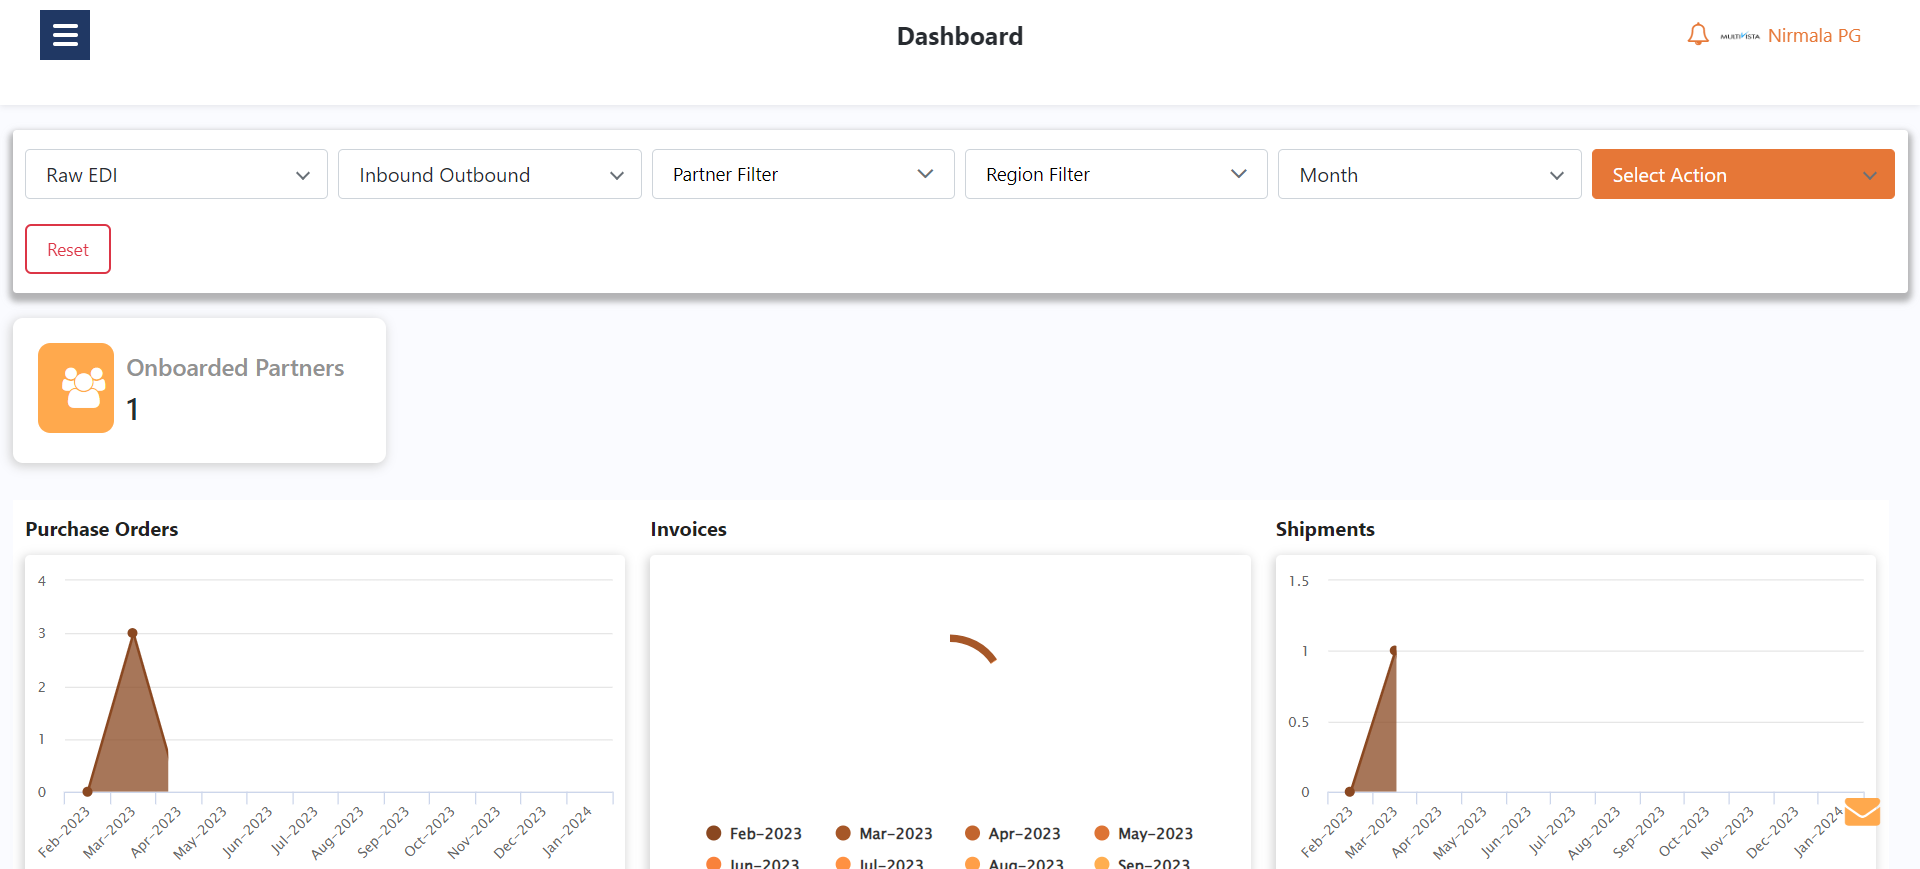 Dashboard
MULTIVISTA Nirmala PG
Raw EDI
Inbound Outbound
Partner Filter
Region Filter
Month
Select Action
Reset
Onboarded Partners
1
Purchase Orders
4
3
2
1
0
Feb-2023
Mar-2023
Apr-2023
May-2023
Jun-2023
Jul-2023
Aug-2023
Sep-2023
Oct-2023
Nov-2023
Dec-2023
Jan-2024
Invoices
Feb-2023 Mar-2023 Apr-2023 May-2023
Jun-2023 Jul-2023 Aug-2023 Sep-2023
Shipments
1.5
1
0.5
0
Feb-2023
Mar-2023
Apr-2023
May-2023
Jun-2023
Jul-2023
Aug-2023
Sep-2023
Oct-2023
Nov-2023
Dec-2023
Jan-2024